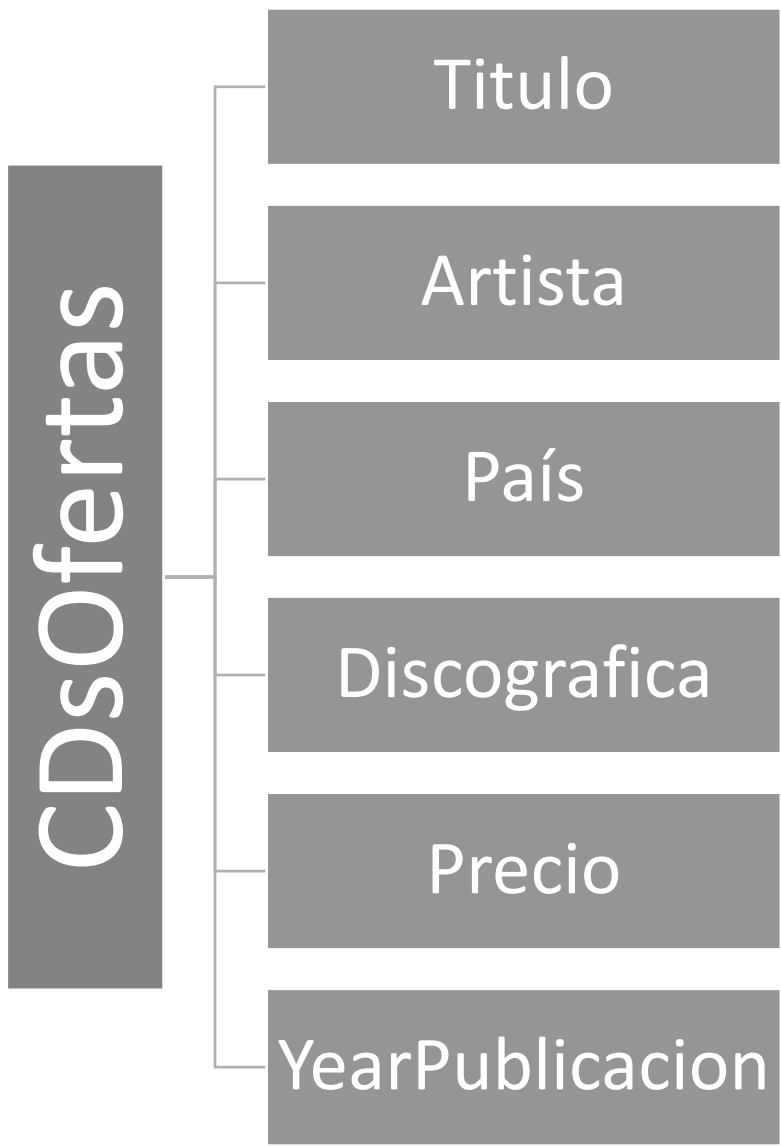 CDsOfertas
Titulo
Artista
País
Discografica
Precio
YearPublicacion